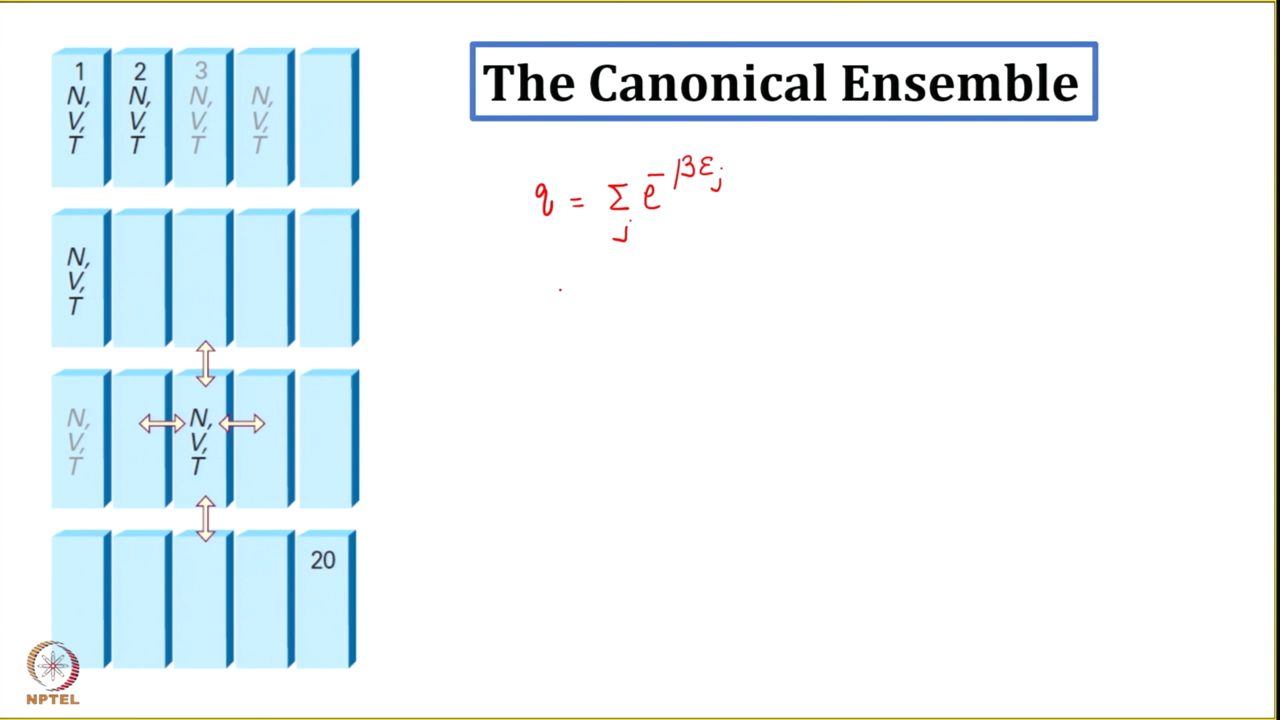 The Canonical Ensemble
1 2 3
N, N, N, N,
V, V, V, V,
T T T T
q = Σ e^{-βε_j}
j
N,
V,
T
N, N,
V, V,
T T
20
NPTEL